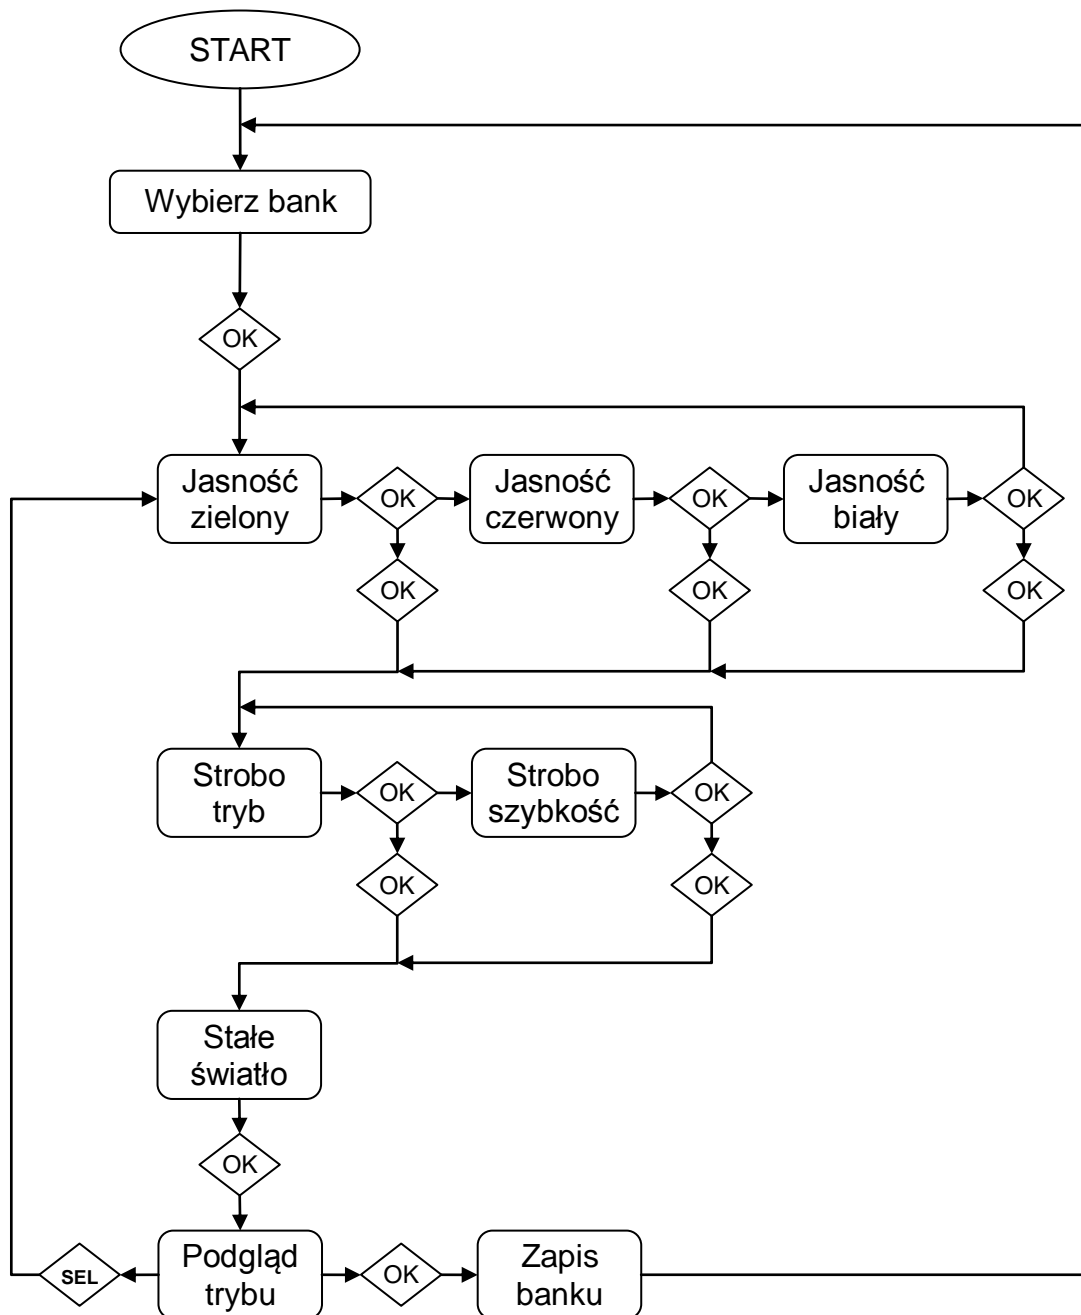 START
Wybierz bank
OK
Jasność
zielony
OK
Jasność
czerwony
OK
Jasność
biały
OK
OK
OK
OK
Strobo
tryb
OK
Strobo
szybkość
OK
OK
OK
Stałe
światło
OK
SEL
Podgląd
trybu
OK
Zapis
banku